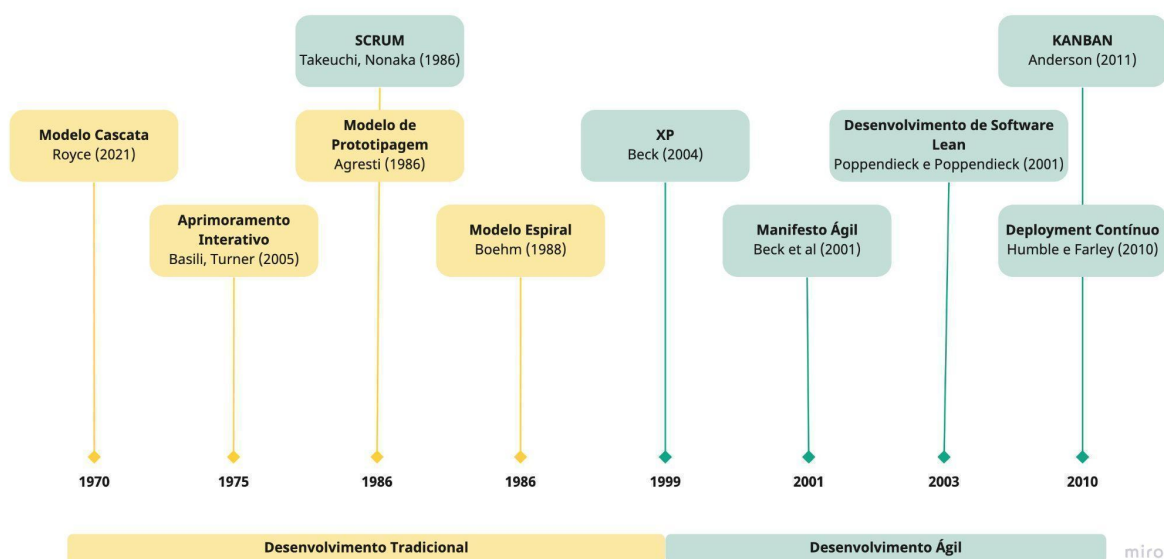 SCRUM
Takeuchi, Nonaka (1986)
KANBAN
Anderson (2011)
Modelo Cascata
Royce (2021)
Modelo de
Prototipagem
Agresti (1986)
XP
Beck (2004)
Desenvolvimento de Software
Lean
Poppendieck e Poppendieck (2001)
Aprimoramento
Interativo
Basili, Turner (2005)
Modelo Espiral
Boehm (1988)
Manifesto Ágil
Beck et al (2001)
Deployment Contínuo
Humble e Farley (2010)
1970
1975
1986
1986
1999
2001
2003
2010
Desenvolvimento Tradicional
Desenvolvimento Ágil
miro